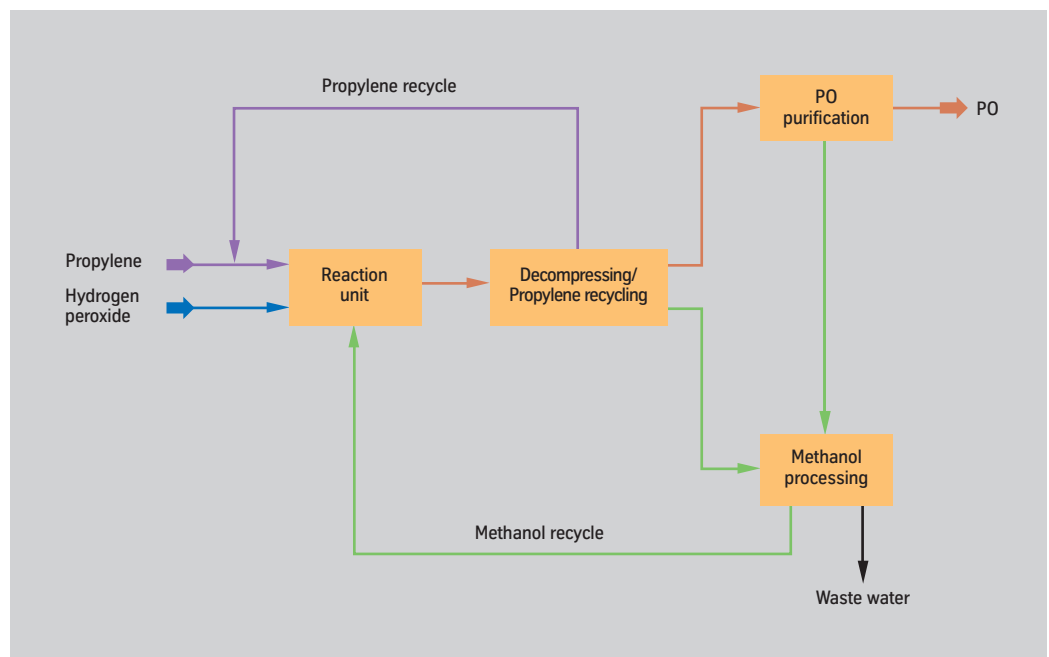 Propylene recycle
PO
purification
PO
Propylene
Hydrogen
peroxide
Reaction
unit
Decompressing/
Propylene recycling
Methanol
processing
Methanol recycle
Waste water